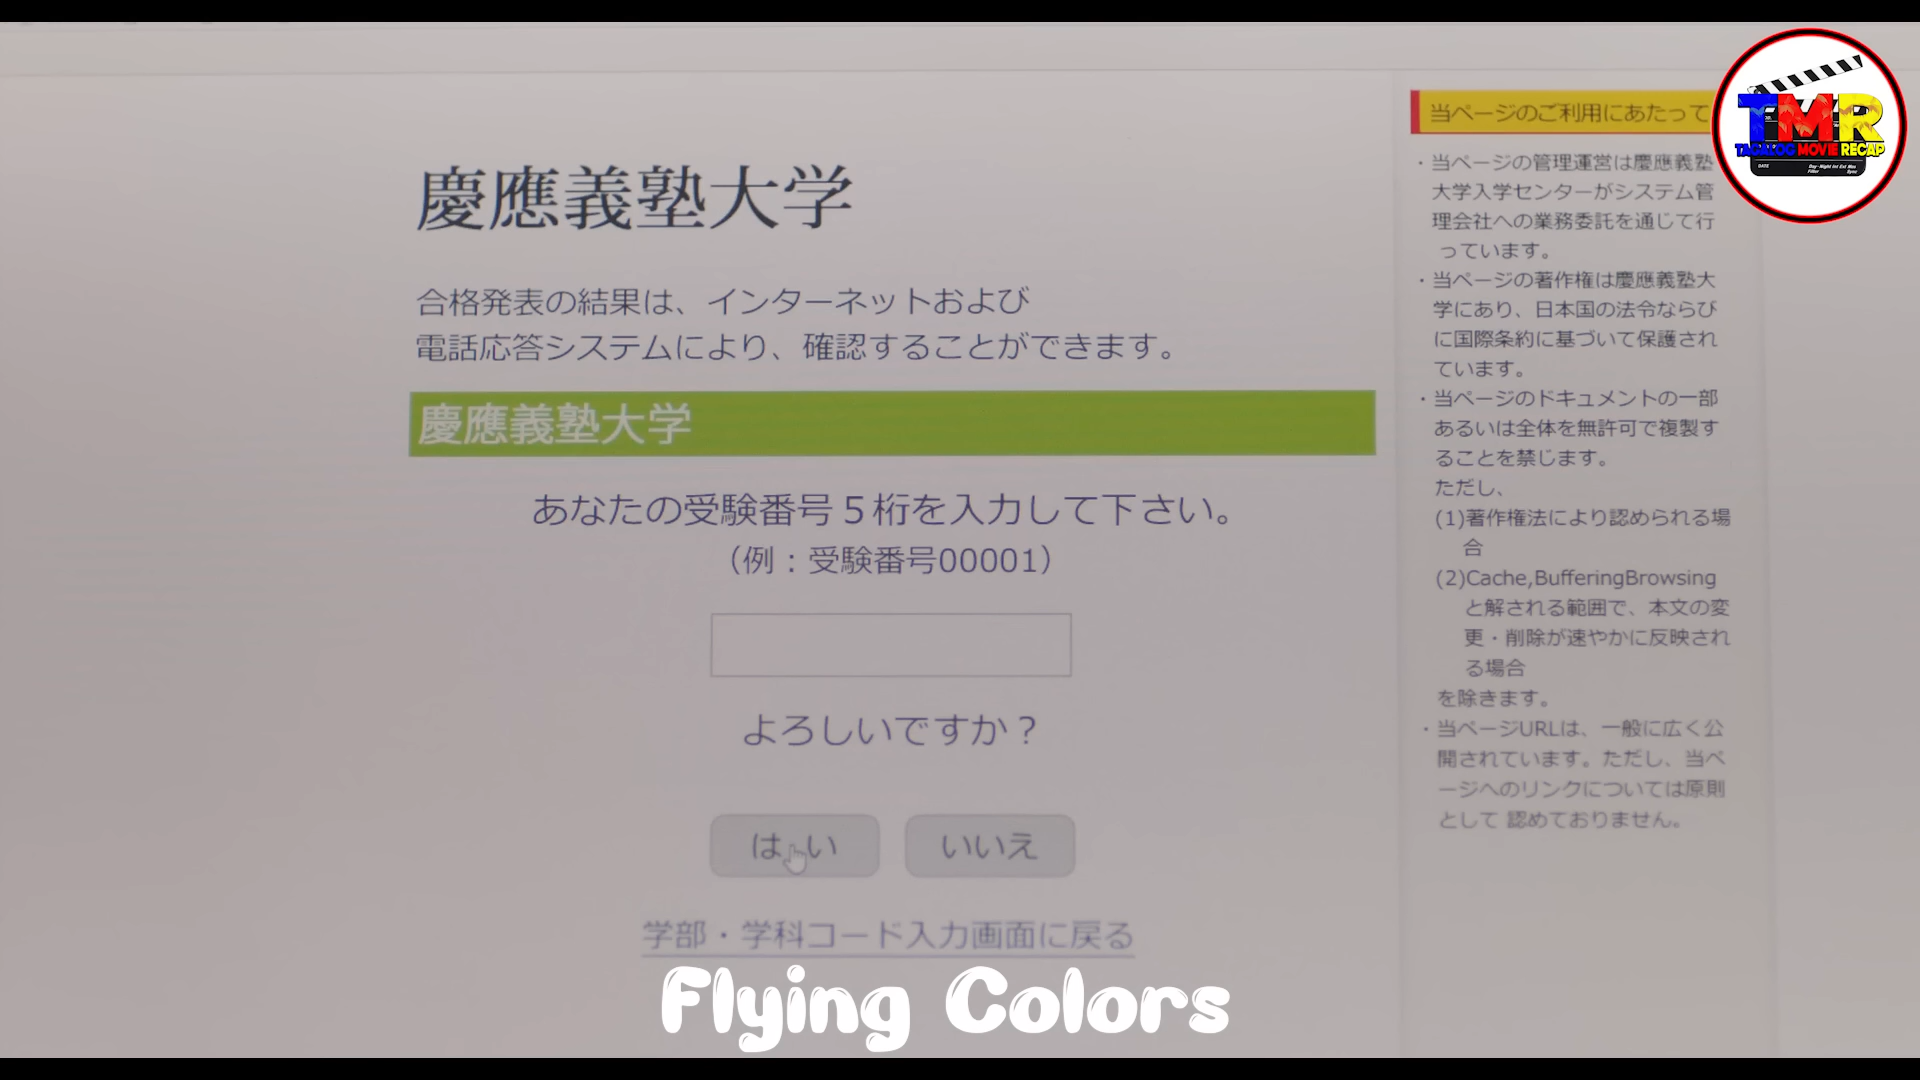 慶應義塾大学
合格発表の結果は、インターネットおよび
電話応答システムにより、確認することができます。
慶應義塾大学
あなたの受験番号５桁を入力して下さい。
（例：受験番号00001）
よろしいですか？
はい
いいえ
学部・学科コード入力画面に戻る
当ページのご利用にあたって
・当ページの管理運営は慶應義塾
大学入学センターがシステム管
理会社への業務委託を通じて行
っています。
・当ページの著作権は慶應義塾大
学にあり、日本国の法令ならび
に国際条約に基づいて保護され
ています。
・当ページのドキュメントの一部
あるいは全体を無許可で複製す
ることを禁じます。
ただし、
(1)著作権法により認められる場
合
(2)Cache,BufferingBrowsing
と解される範囲で、本文の変
更・削除が速やかに反映され
る場合
を除きます。
・当ページURLは、一般に広く公
開されています。ただし、当ペ
ージへのリンクについては原則
として 認めておりません。
TMR
TAGALOG MOVIE RECAP
Flying Colors